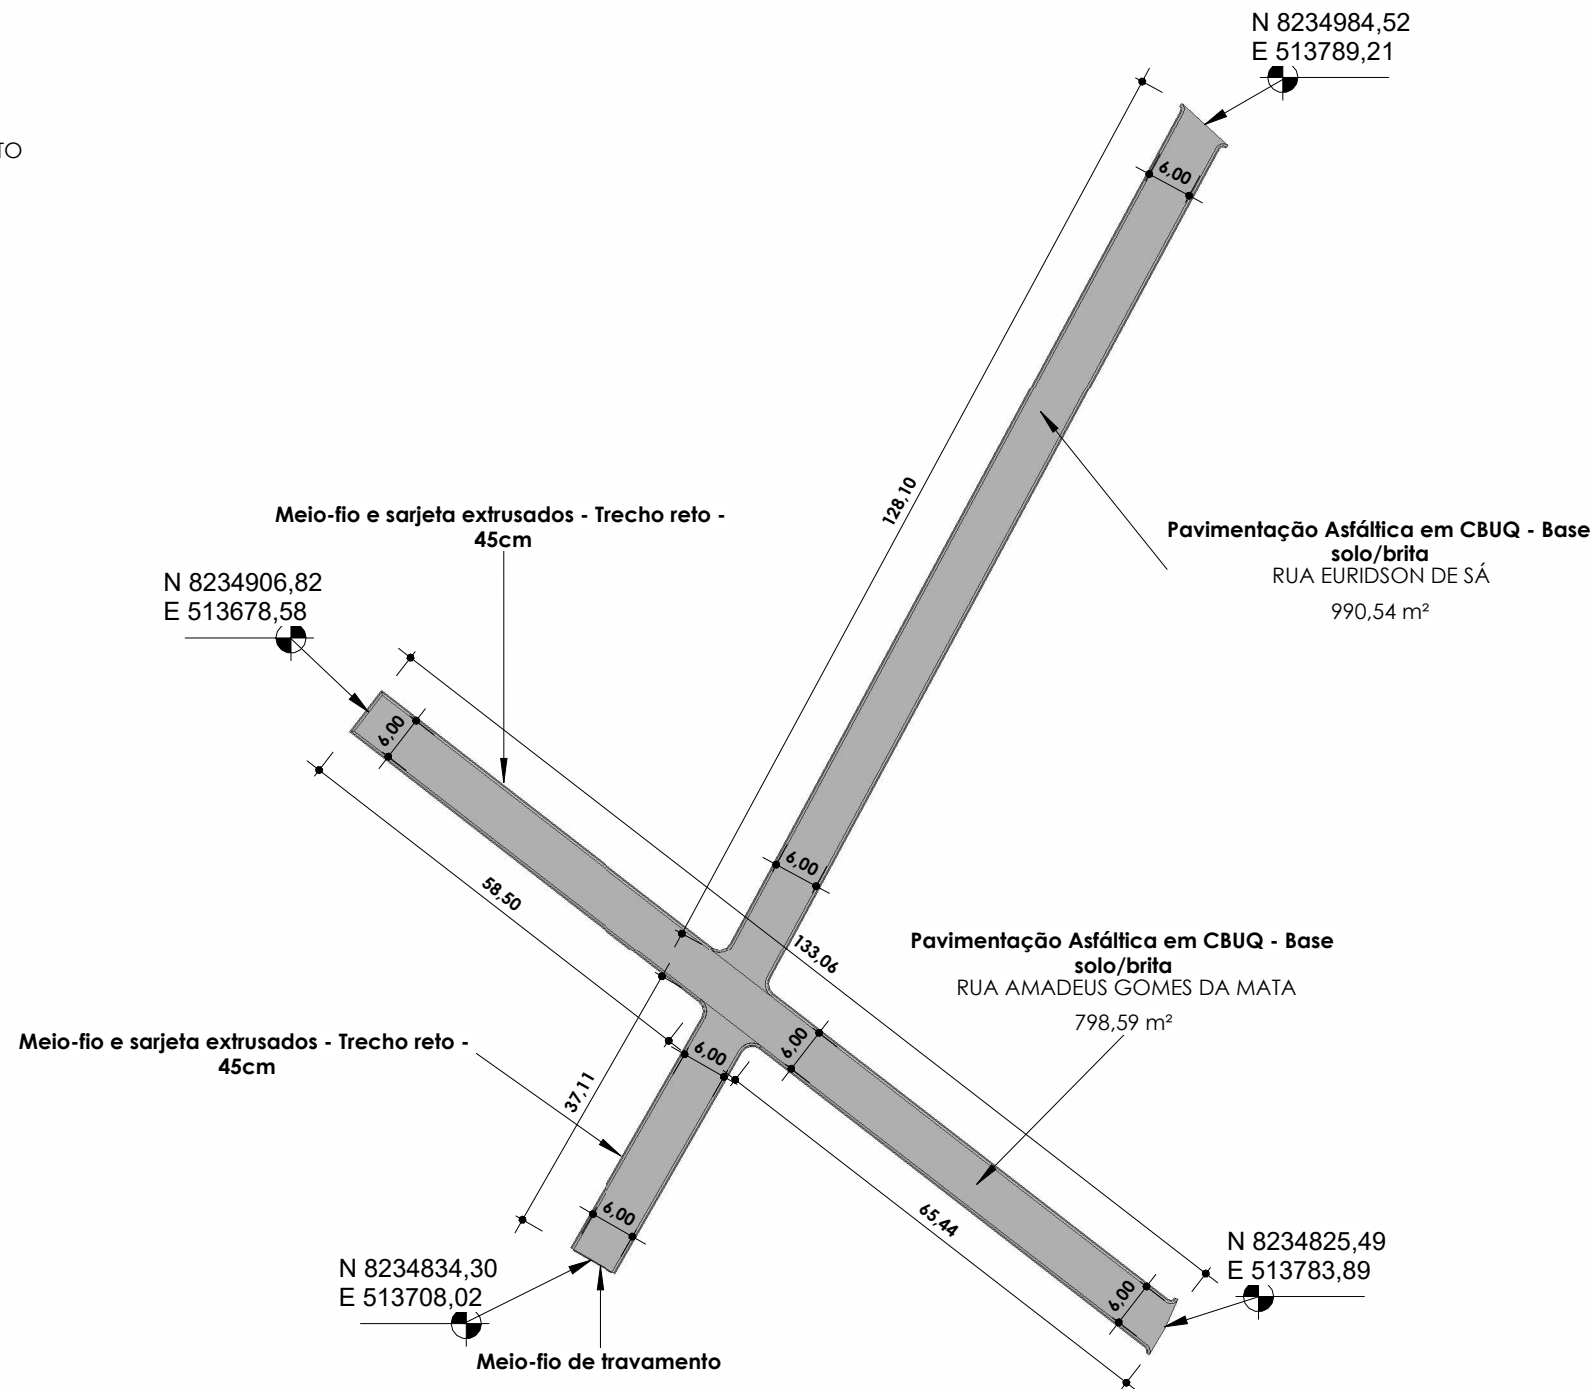 N 8234984,52
E 513789,21
TO
6,00
128,10
Meio-fio e sarjeta extrusados - Trecho reto -
45cm
Pavimentação Asfáltica em CBUQ - Base
solo/brita
RUA EURIDSON DE SÁ
990,54 m²
N 8234906,82
E 513678,58
6,00
58,50
6,00
133,06
Pavimentação Asfáltica em CBUQ - Base
solo/brita
RUA AMADEUS GOMES DA MATA
798,59 m²
Meio-fio e sarjeta extrusados - Trecho reto -
45cm
6,00
6,00
37,11
6,00
65,44
N 8234825,49
E 513783,89
6,00
N 8234834,30
E 513708,02
Meio-fio de travamento